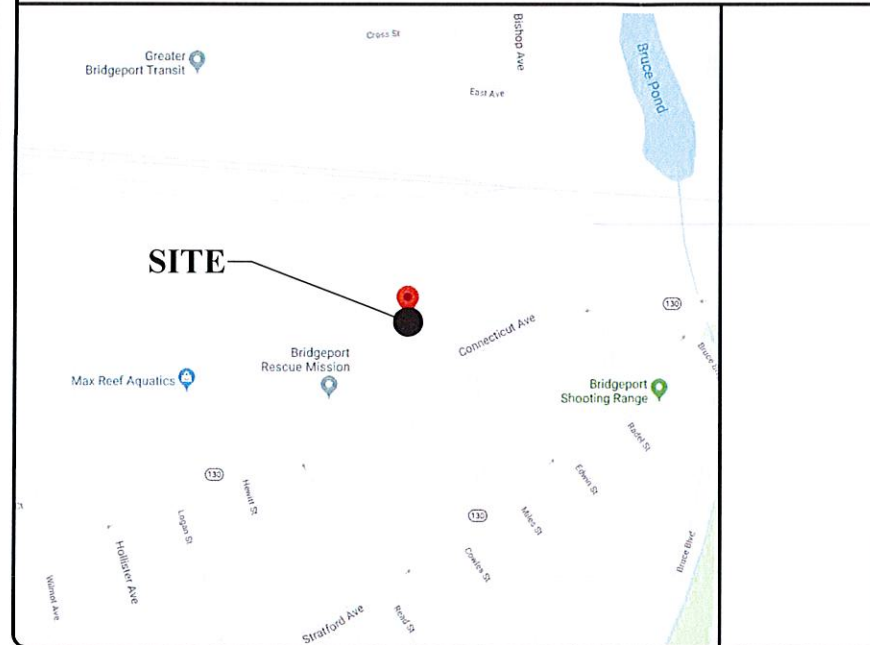 Cross St
Bishop Ave
Greater
Bridgeport Transit
East Ave
Bruce Pond
SITE
130
Connecticut Ave
Bridgeport
Rescue Mission
Max Reef Aquatics
Bridgeport
Shooting Range
Radel St
130
Hewitt St
Edwin St
Logan St
130
Miles St
Hollister Ave
Bruce Blvd
Cowles St
Wilmot Ave
Read St
Stratford Ave